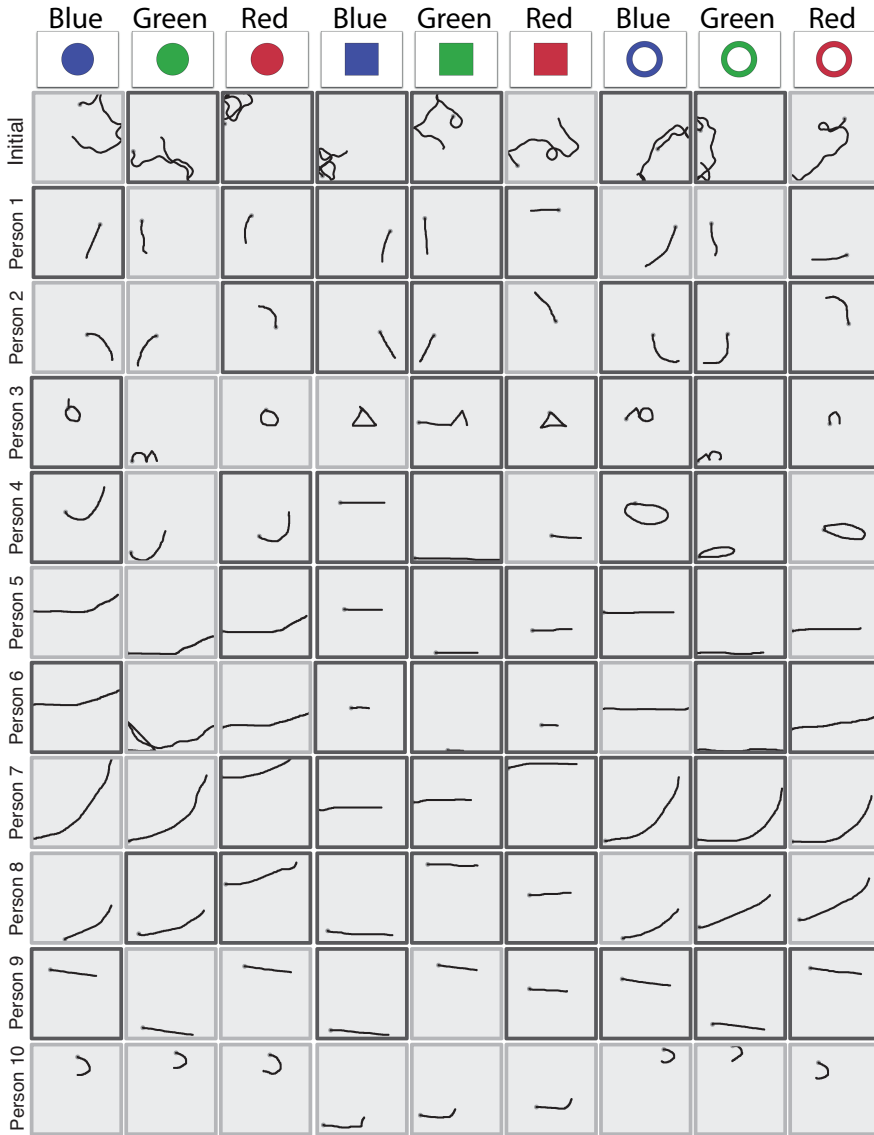 Blue Green Red Blue Green Red Blue Green Red
Initial
Person 1
Person 2
Person 3
Person 4
Person 5
Person 6
Person 7
Person 8
Person 9
Person 10